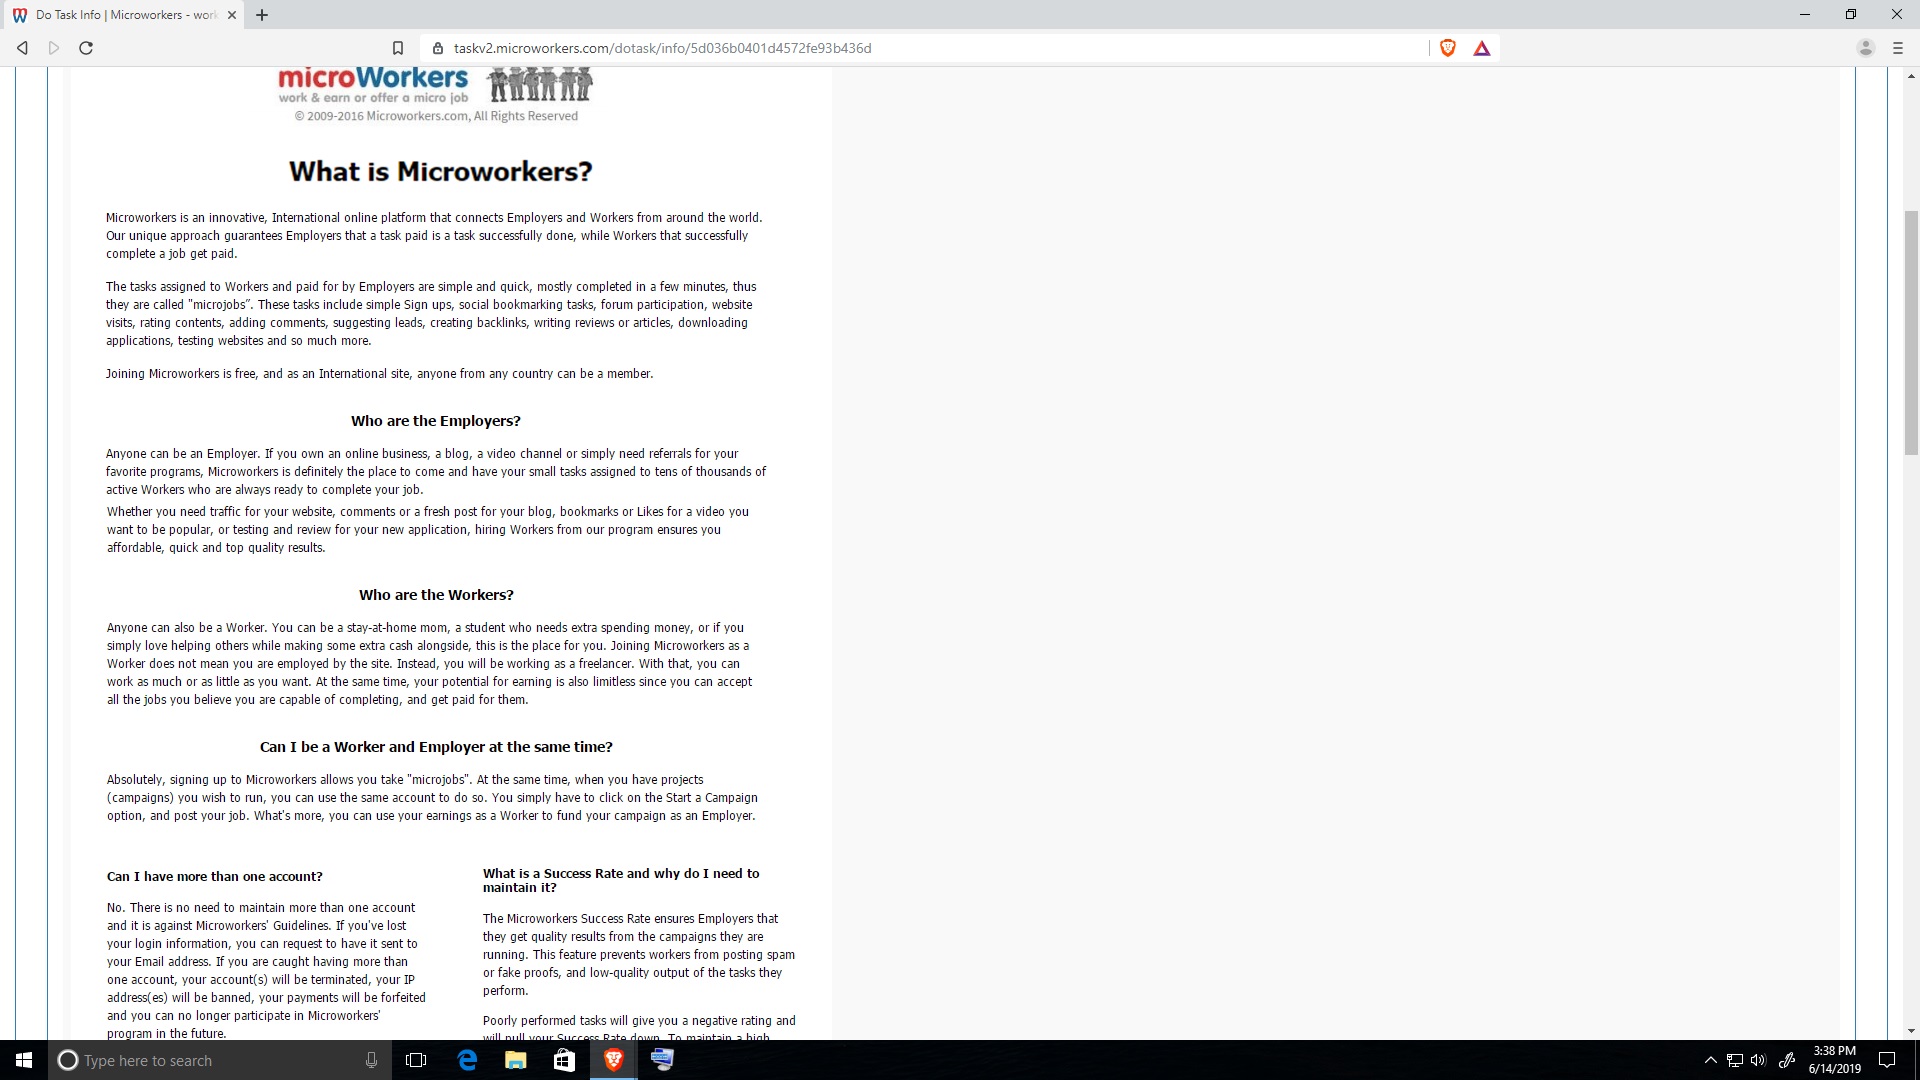 Do Task Info | Microworkers - work
taskv2.microworkers.com/dotask/info/5d036b0401d4572fe93b436d
microWorkers
work & earn or offer a micro job
© 2009-2016 Microworkers.com, All Rights Reserved
What is Microworkers?
Microworkers is an innovative, International online platform that connects Employers and Workers from around the world.
Our unique approach guarantees Employers that a task paid is a task successfully done, while Workers that successfully
complete a job get paid.
The tasks assigned to Workers and paid for by Employers are simple and quick, mostly completed in a few minutes, thus
they are called "microjobs”. These tasks include simple Sign ups, social bookmarking tasks, forum participation, website
visits, rating contents, adding comments, suggesting leads, creating backlinks, writing reviews or articles, downloading
applications, testing websites and so much more.
Joining Microworkers is free, and as an International site, anyone from any country can be a member.
Who are the Employers?
Anyone can be an Employer. If you own an online business, a blog, a video channel or simply need referrals for your
favorite programs, Microworkers is definitely the place to come and have your small tasks assigned to tens of thousands of
active Workers who are always ready to complete your job.
Whether you need traffic for your website, comments or a fresh post for your blog, bookmarks or Likes for a video you
want to be popular, or testing and review for your new application, hiring Workers from our program ensures you
affordable, quick and top quality results.
Who are the Workers?
Anyone can also be a Worker. You can be a stay-at-home mom, a student who needs extra spending money, or if you
simply love helping others while making some extra cash alongside, this is the place for you. Joining Microworkers as a
Worker does not mean you are employed by the site. Instead, you will be working as a freelancer. With that, you can
work as much or as little as you want. At the same time, your potential for earning is also limitless since you can accept
all the jobs you believe you are capable of completing, and get paid for them.
Can I be a Worker and Employer at the same time?
Absolutely, signing up to Microworkers allows you take "microjobs". At the same time, when you have projects
(campaigns) you wish to run, you can use the same account to do so. You simply have to click on the Start a Campaign
option, and post your job. What's more, you can use your earnings as a Worker to fund your campaign as an Employer.
Can I have more than one account?
No. There is no need to maintain more than one account
and it is against Microworkers' Guidelines. If you've lost
your login information, you can request to have it sent to
your Email address. If you are caught having more than
one account, your account(s) will be terminated, your IP
address(es) will be banned, your payments will be forfeited
and you can no longer participate in Microworkers'
program in the future.
What is a Success Rate and why do I need to
maintain it?
The Microworkers Success Rate ensures Employers that
they get quality results from the campaigns they are
running. This feature prevents workers from posting spam
or fake proofs, and low-quality output of the tasks they
perform.
Poorly performed tasks will give you a negative rating and
will pull your Success Rate down. To maintain a high
Type here to search
3:38 PM
6/14/2019